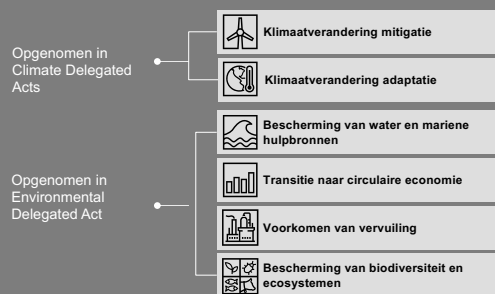 Opgenomen in
Climate Delegated
Acts
Klimaatverandering mitigatie
Klimaatverandering adaptatie
Opgenomen in
Environmental
Delegated Act
Bescherming van water en mariene
hulpbronnen
Transitie naar circulaire economie
Voorkomen van vervuiling
Bescherming van biodiversiteit en
ecosystemen